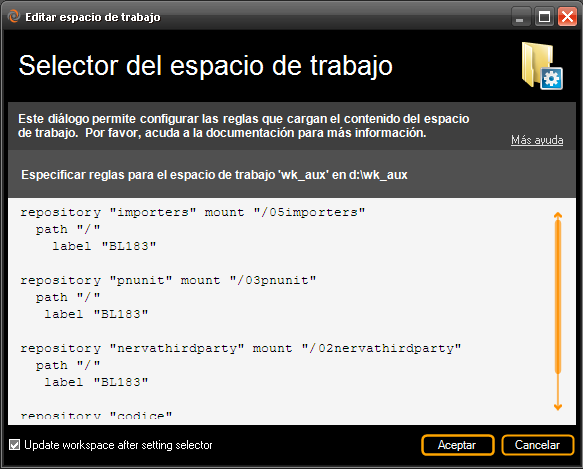 Editar espacio de trabajo
Selector del espacio de trabajo
Este diálogo permite configurar las reglas que cargan el contenido del espacio
de trabajo.  Por favor, acuda a la documentación para más información.
Más ayuda
Especificar reglas para el espacio de trabajo 'wk_aux' en d:\wk_aux
repository "importers" mount "/05importers"
  path "/"
    label "BL183"
repository "pnunit" mount "/03pnunit"
  path "/"
   label "BL183"
repository "nervathirdparty" mount "/02nervathirdparty"
  path "/"
   label "BL183"
repository "codice"
Update workspace after setting selector
Aceptar
Cancelar